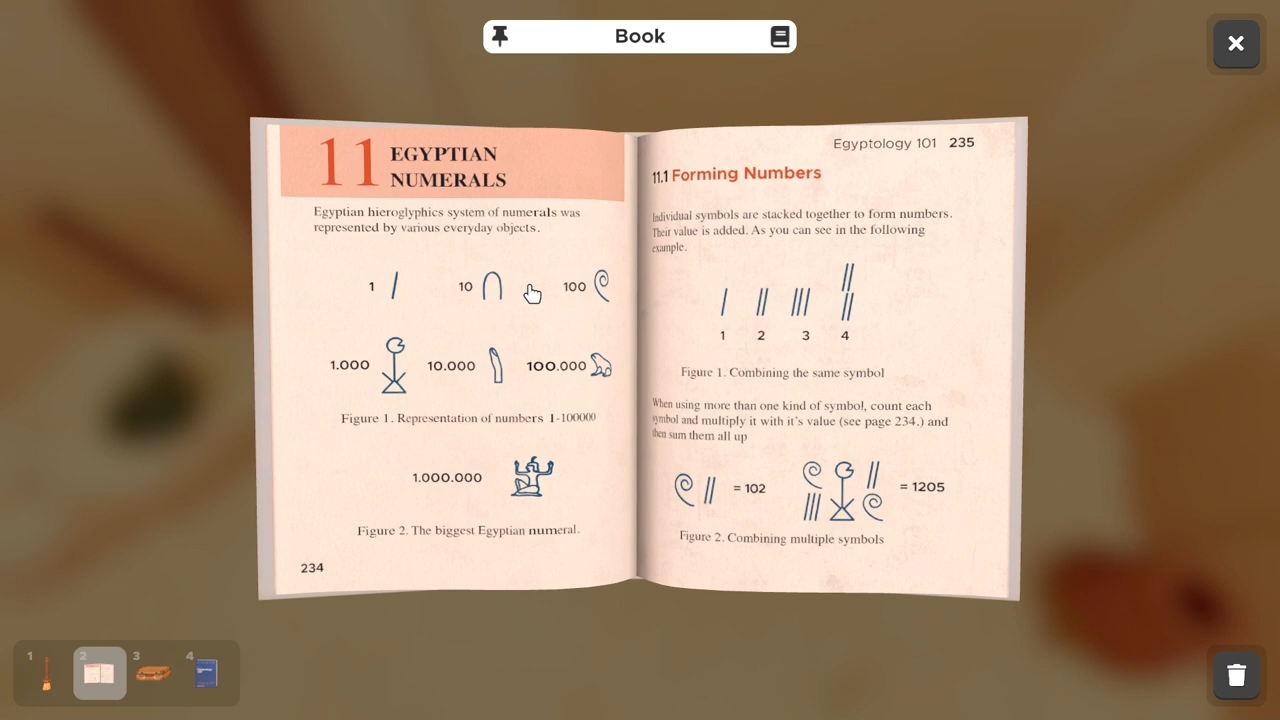 Book
11 EGYPTIAN
NUMERALS
Egyptian hieroglyphics system of numerals was
represented by various everyday objects.
1 10 100
1.000 10.000 100.000
Figure 1. Representation of numbers 1-100000
1.000.000
Figure 2. The biggest Egyptian numeral.
234
Egyptology 101 235
11.1 Forming Numbers
Individual symbols are stacked together to form numbers.
Their value is added. As you can see in the following
example.
1 2 3 4
Figure 1. Combining the same symbol
When using more than one kind of symbol, count each
symbol and multiply it with it's value (see page 234.) and
then sum them all up
= 102 = 1205
Figure 2. Combining multiple symbols
1 2 3 4